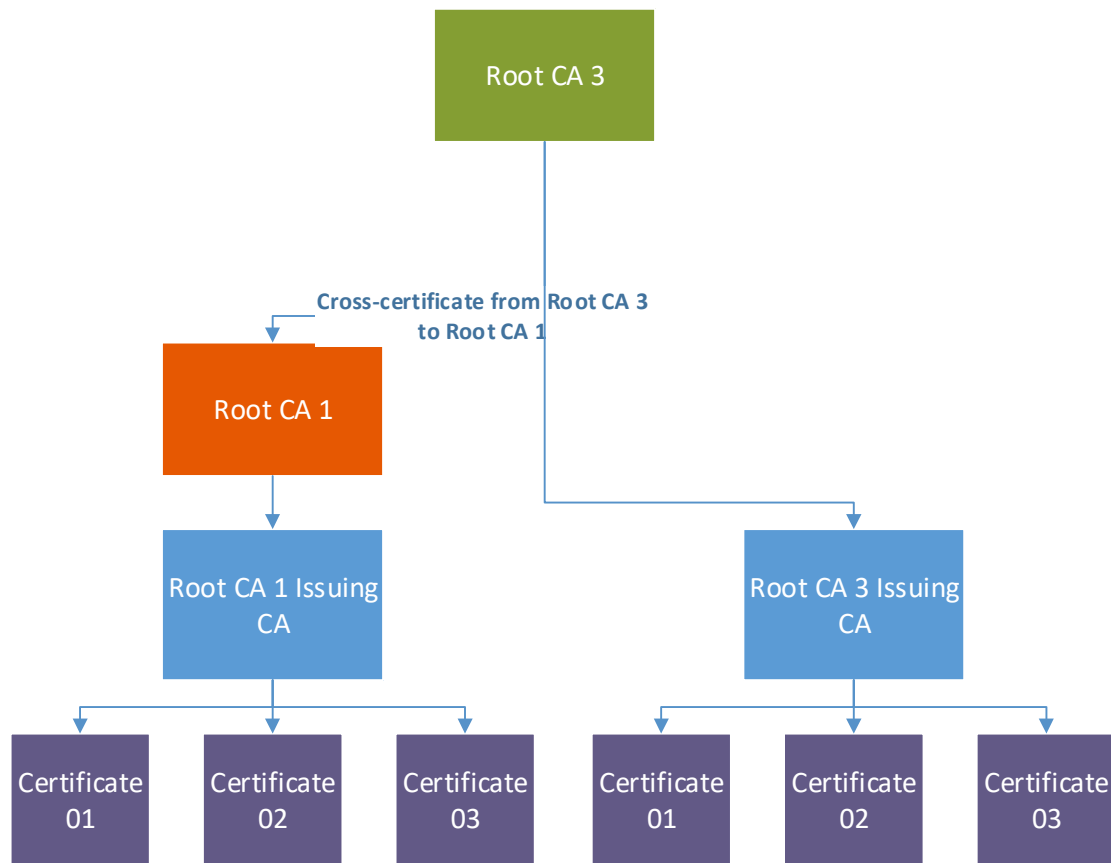 Root CA 3
Cross-certificate from Root CA 3
to Root CA 1
Root CA 1
Root CA 1 Issuing
CA
Root CA 3 Issuing
CA
Certificate
01
Certificate
02
Certificate
03
Certificate
01
Certificate
02
Certificate
03